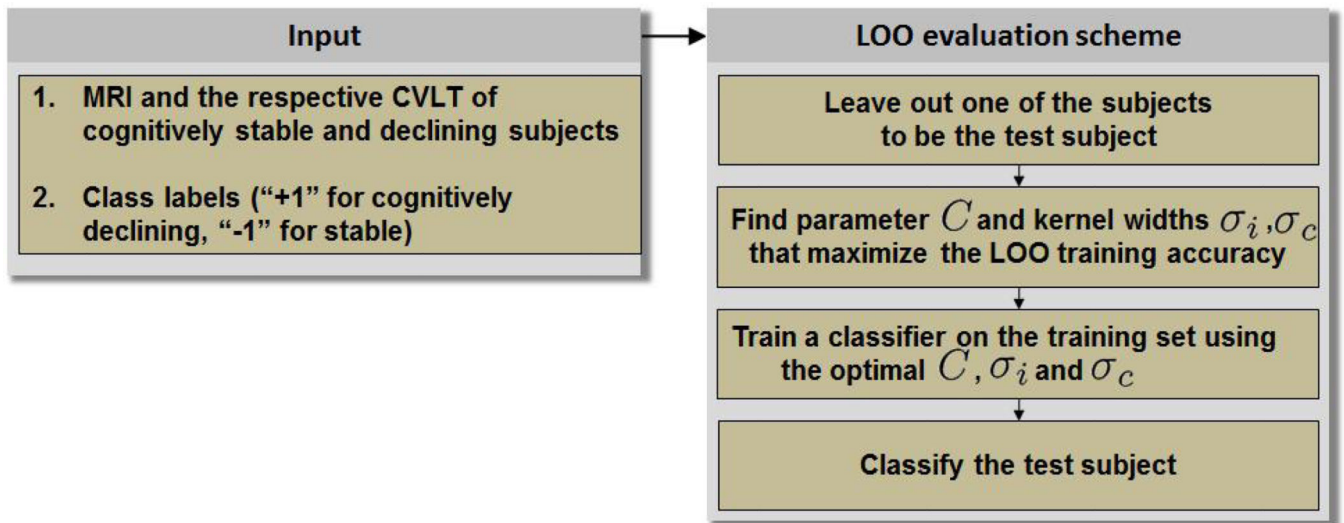 Input
1. MRI and the respective CVLT of
cognitively stable and declining subjects
2. Class labels (“+1” for cognitively
declining, “-1” for stable)
LOO evaluation scheme
Leave out one of the subjects
to be the test subject
Find parameter C and kernel widths σi ,σc
that maximize the LOO training accuracy
Train a classifier on the training set using
the optimal C , σi and σc
Classify the test subject